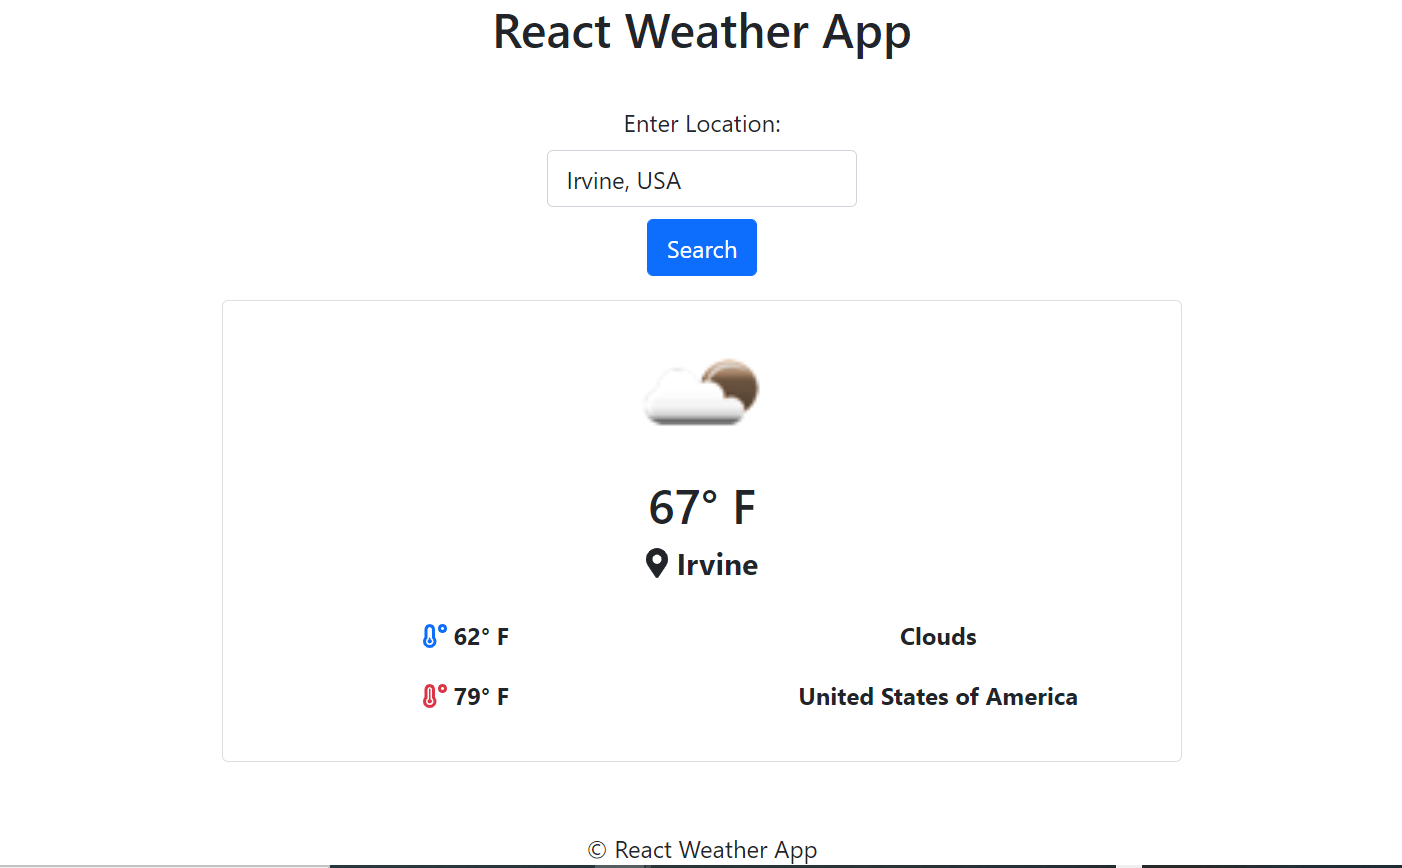 React Weather App
Enter Location:
Irvine, USA
Search
67° F
Irvine
62° F
Clouds
79° F
United States of America
© React Weather App